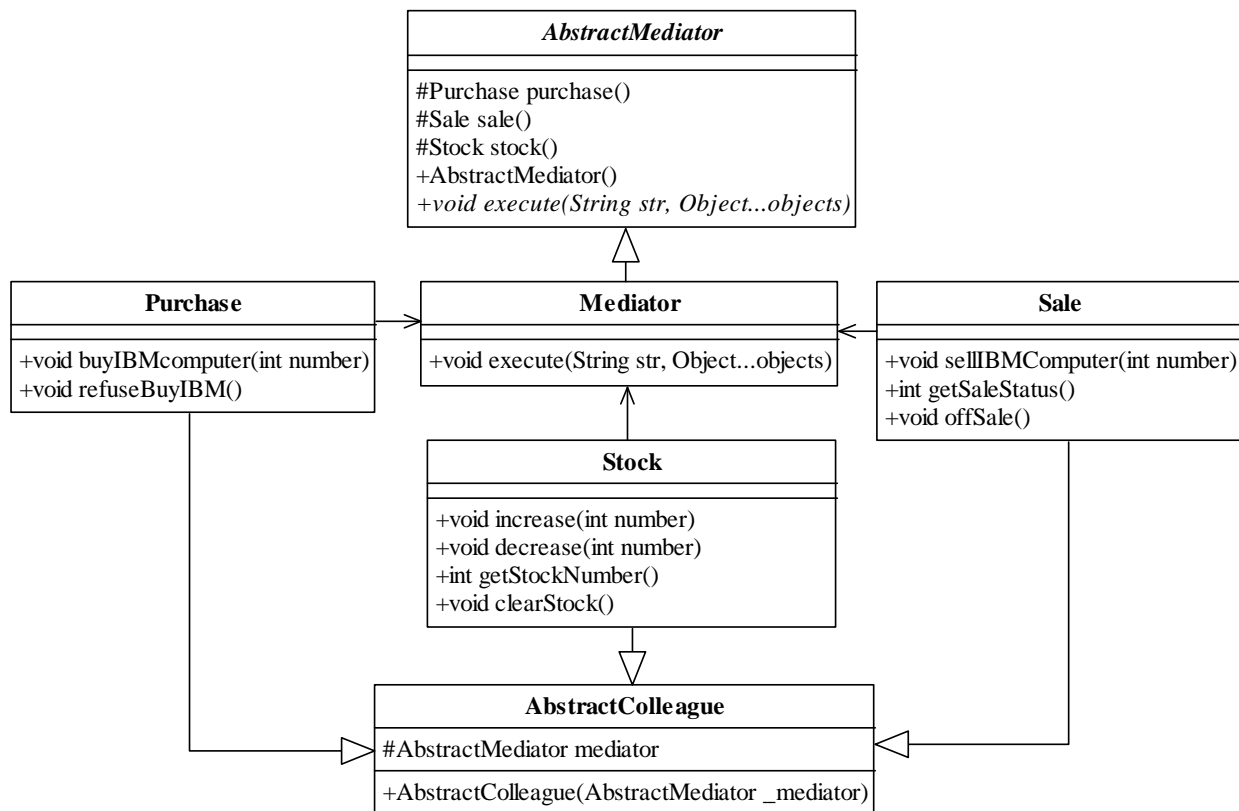 AbstractMediator
#Purchase purchase()
#Sale sale()
#Stock stock()
+AbstractMediator()
+void execute(String str, Object...objects)
Purchase
+void buyIBMcomputer(int number)
+void refuseBuyIBM()
Mediator
+void execute(String str, Object...objects)
Sale
+void sellIBMComputer(int number)
+int getSaleStatus()
+void offSale()
Stock
+void increase(int number)
+void decrease(int number)
+int getStockNumber()
+void clearStock()
AbstractColleague
#AbstractMediator mediator
+AbstractColleague(AbstractMediator _mediator)